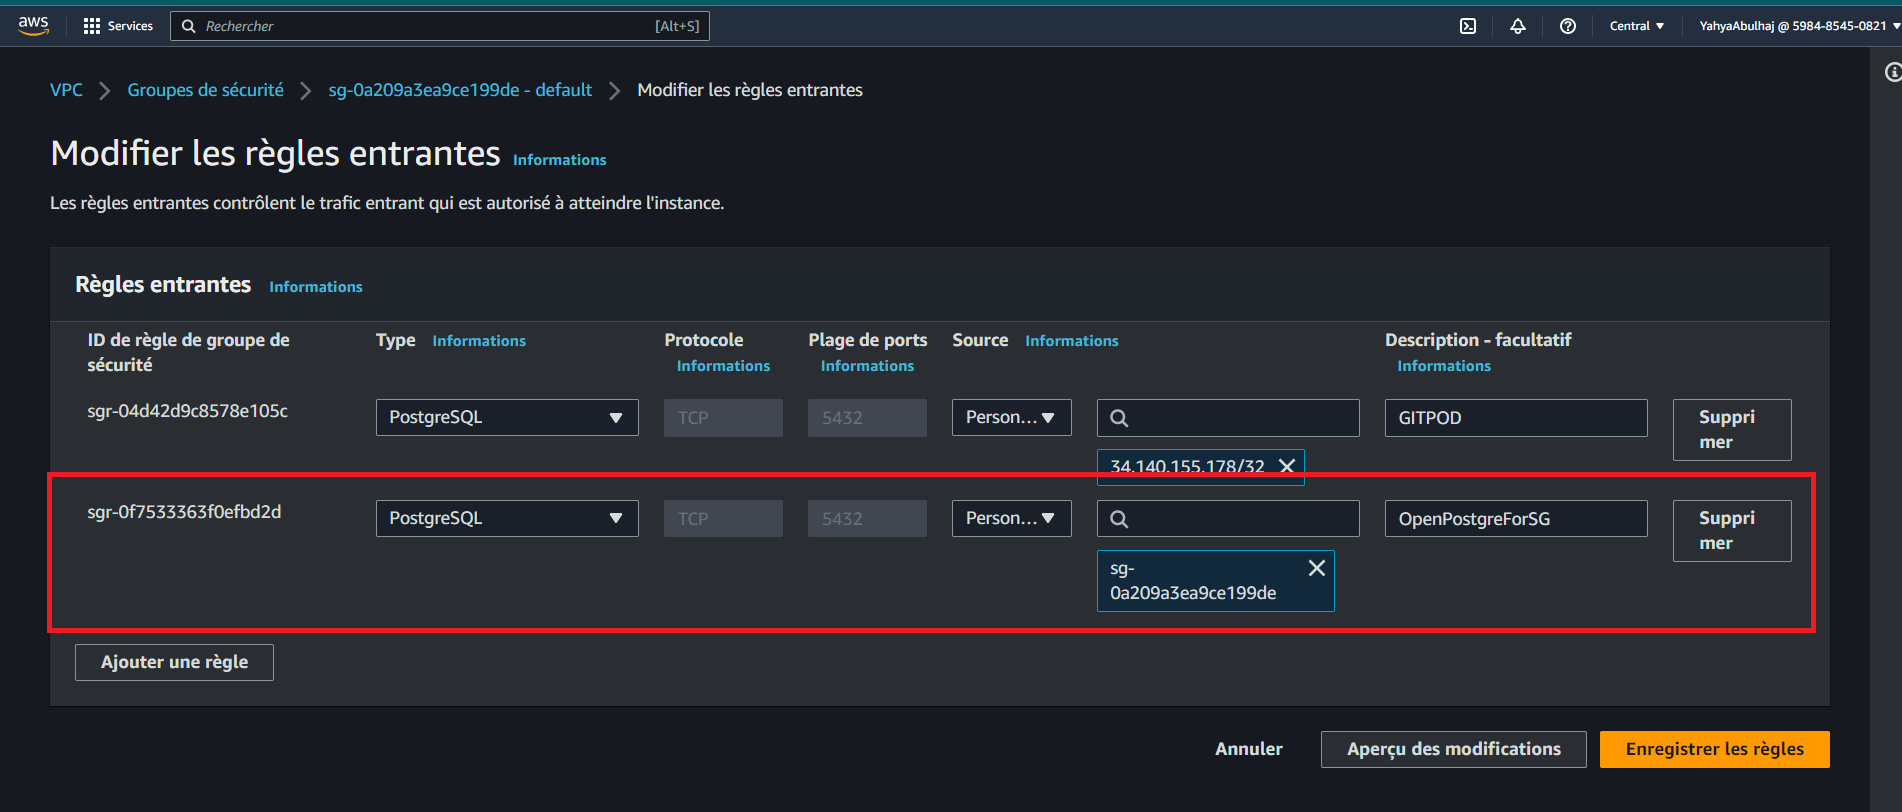 aws
Services
Rechercher
[Alt+S]
Central
YahyaAbulhaj @ 5984-8545-0821
VPC
Groupes de sécurité
sg-0a209a3ea9ce199de - default
Modifier les règles entrantes
Modifier les règles entrantes
Informations
Les règles entrantes contrôlent le trafic entrant qui est autorisé à atteindre l'instance.
Règles entrantes
Informations
ID de règle de groupe de
sécurité
Type
Informations
Protocole
Informations
Plage de ports
Informations
Source
Informations
Description - facultatif
Informations
sgr-04d42d9c8578e105c
PostgreSQL
TCP
5432
Person...
34.140.155.178/32
GITPOD
Suppri
mer
sgr-0f7533363f0efbd2d
PostgreSQL
TCP
5432
Person...
sg-
0a209a3ea9ce199de
OpenPostgreForSG
Suppri
mer
Ajouter une règle
Annuler
Aperçu des modifications
Enregistrer les règles